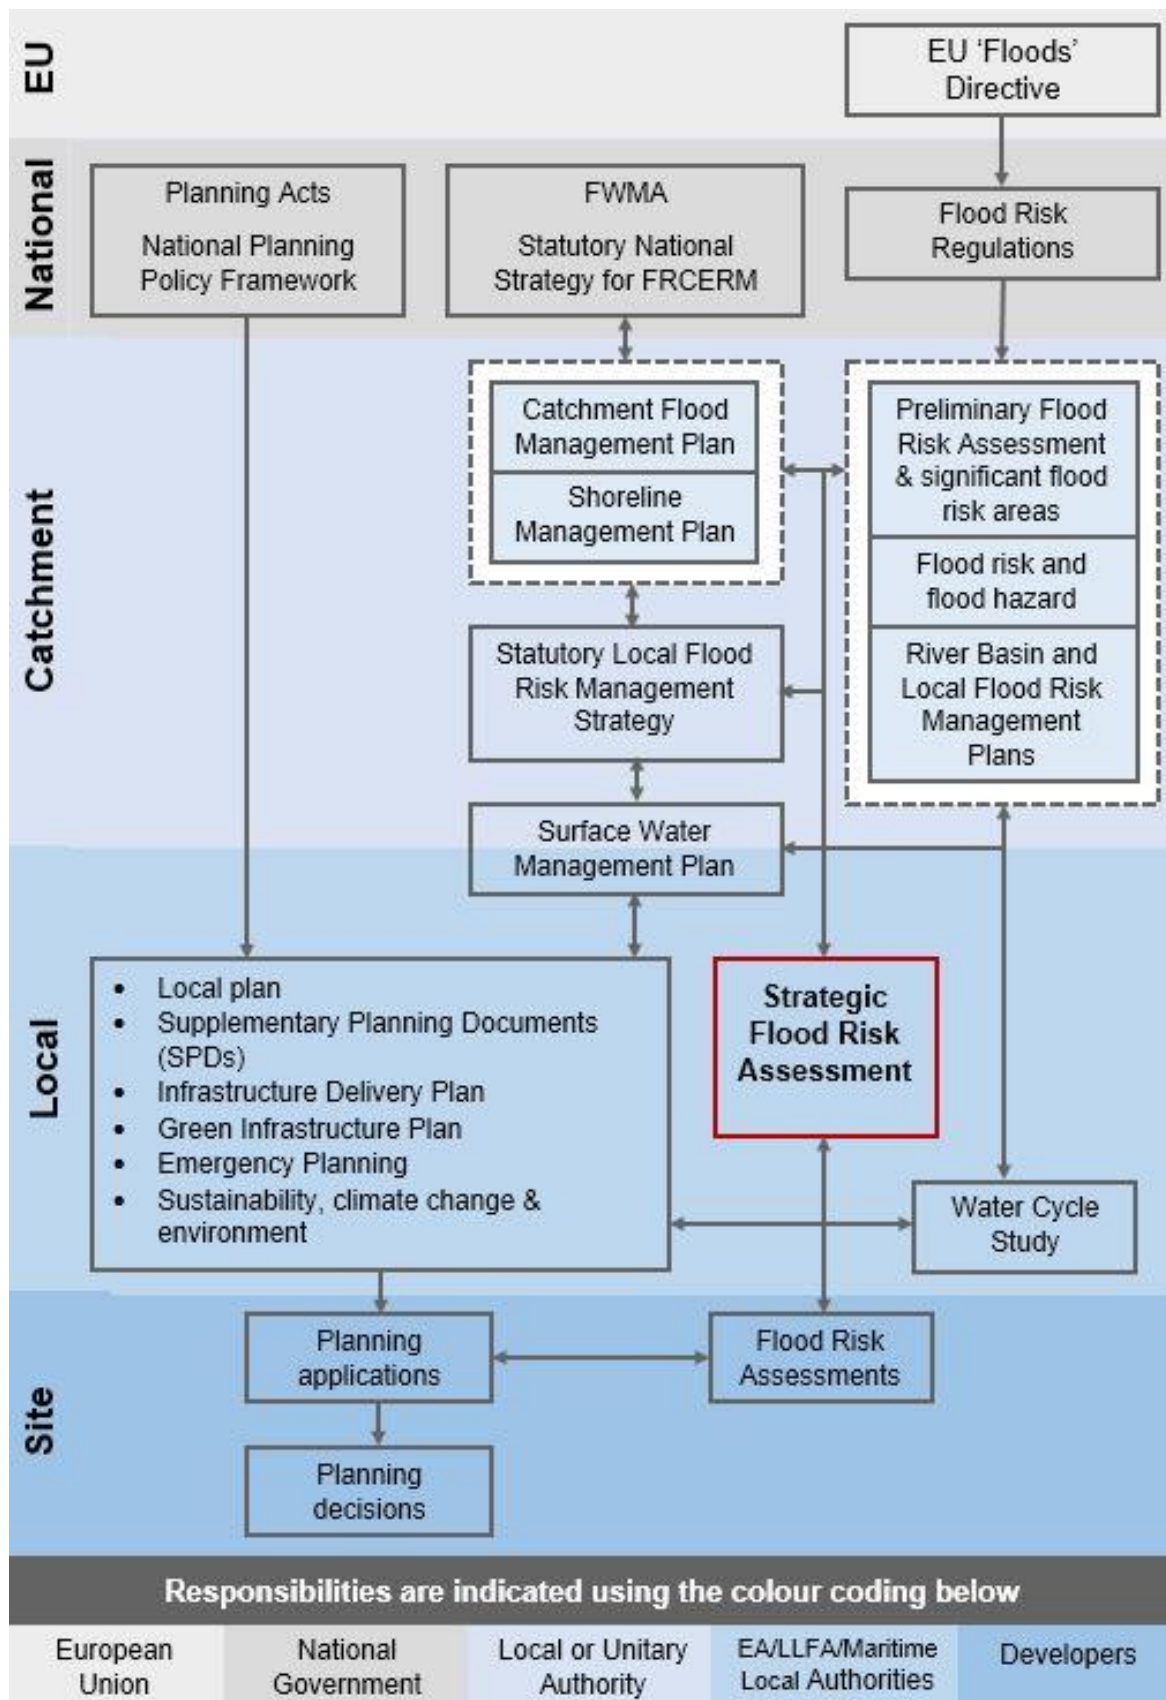 EU
EU ‘Floods’
Directive
National
Planning Acts
National Planning
Policy Framework
FWMA
Statutory National
Strategy for FRCERM
Flood Risk
Regulations
Catchment
Catchment Flood
Management Plan
Shoreline
Management Plan
Preliminary Flood
Risk Assessment
& significant flood
risk areas
Flood risk and
flood hazard
River Basin and
Local Flood Risk
Management
Plans
Statutory Local Flood
Risk Management
Strategy
Surface Water
Management Plan
Local
• Local plan
• Supplementary Planning Documents
(SPDs)
• Infrastructure Delivery Plan
• Green Infrastructure Plan
• Emergency Planning
• Sustainability, climate change &
environment
Strategic
Flood Risk
Assessment
Water Cycle
Study
Site
Planning
applications
Flood Risk
Assessments
Planning
decisions
Responsibilities are indicated using the colour coding below
European
Union
National
Government
Local or Unitary
Authority
EA/LLFA/Maritime
Local Authorities
Developers